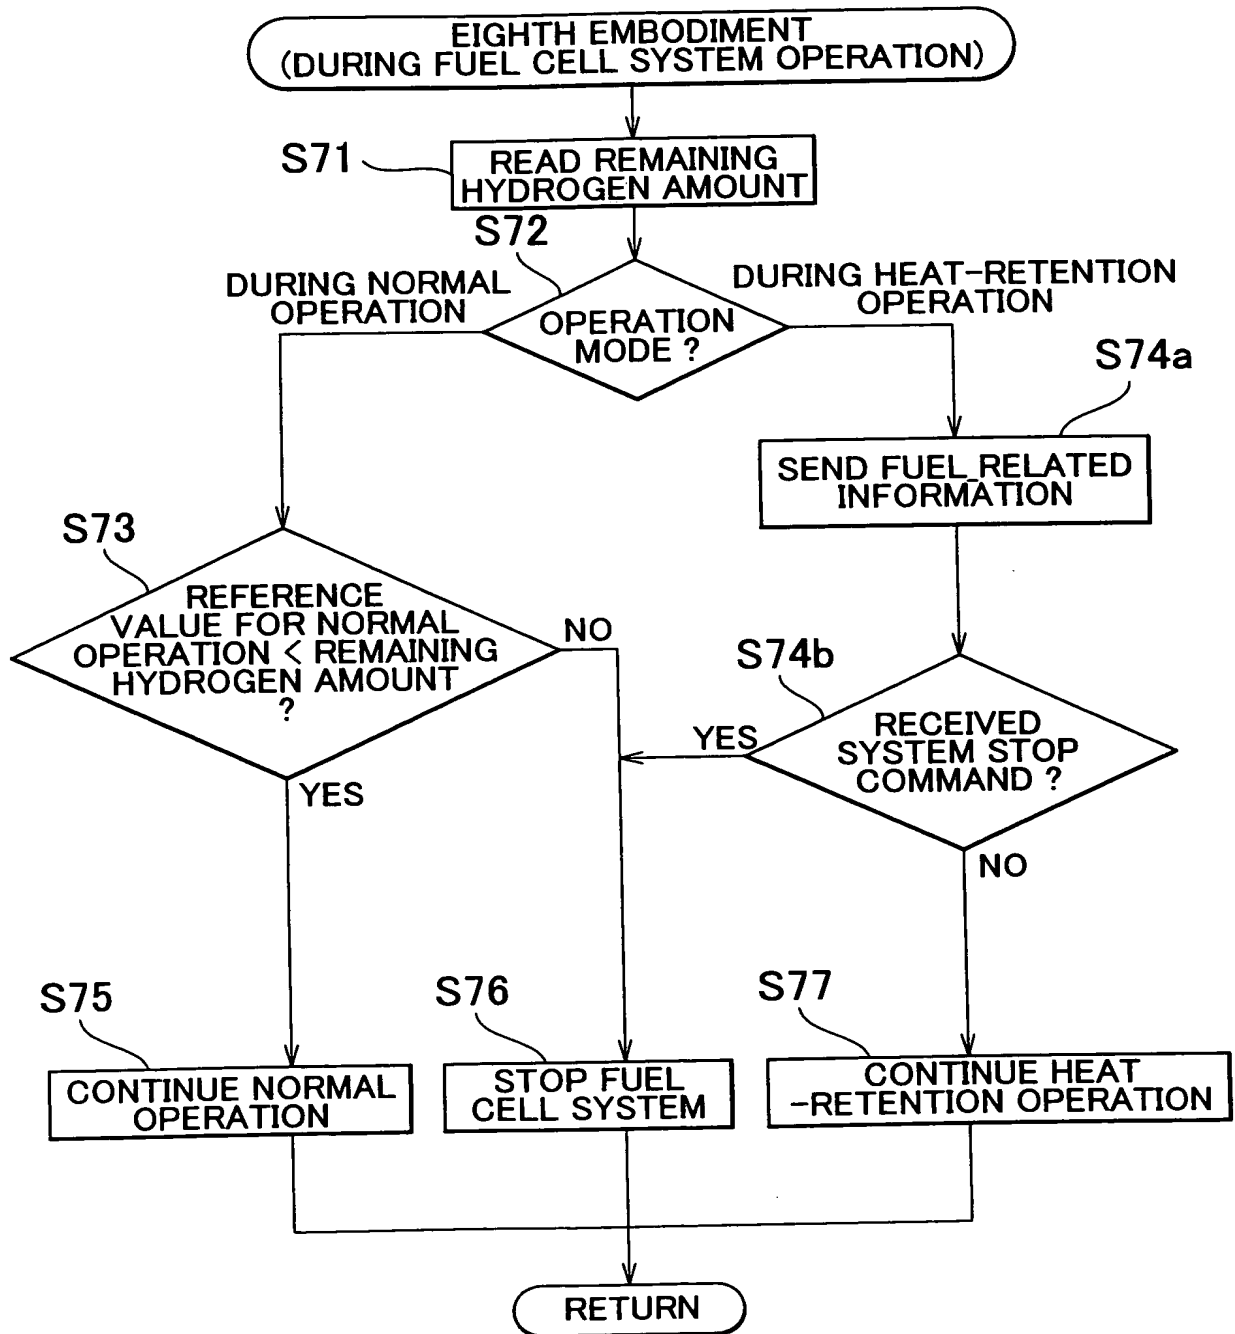 EIGHTH EMBODIMENT
(DURING FUEL CELL SYSTEM OPERATION)
S71
READ REMAINING
HYDROGEN AMOUNT
S72
DURING NORMAL
OPERATION
DURING HEAT-RETENTION
OPERATION
OPERATION
MODE ?
S74a
SEND FUEL_RELATED
INFORMATION
S73
REFERENCE
VALUE FOR NORMAL
OPERATION < REMAINING
HYDROGEN AMOUNT
?
NO
YES
S74b
RECEIVED
SYSTEM STOP
COMMAND ?
YES
NO
S75
CONTINUE NORMAL
OPERATION
S76
STOP FUEL
CELL SYSTEM
S77
CONTINUE HEAT
-RETENTION OPERATION
RETURN